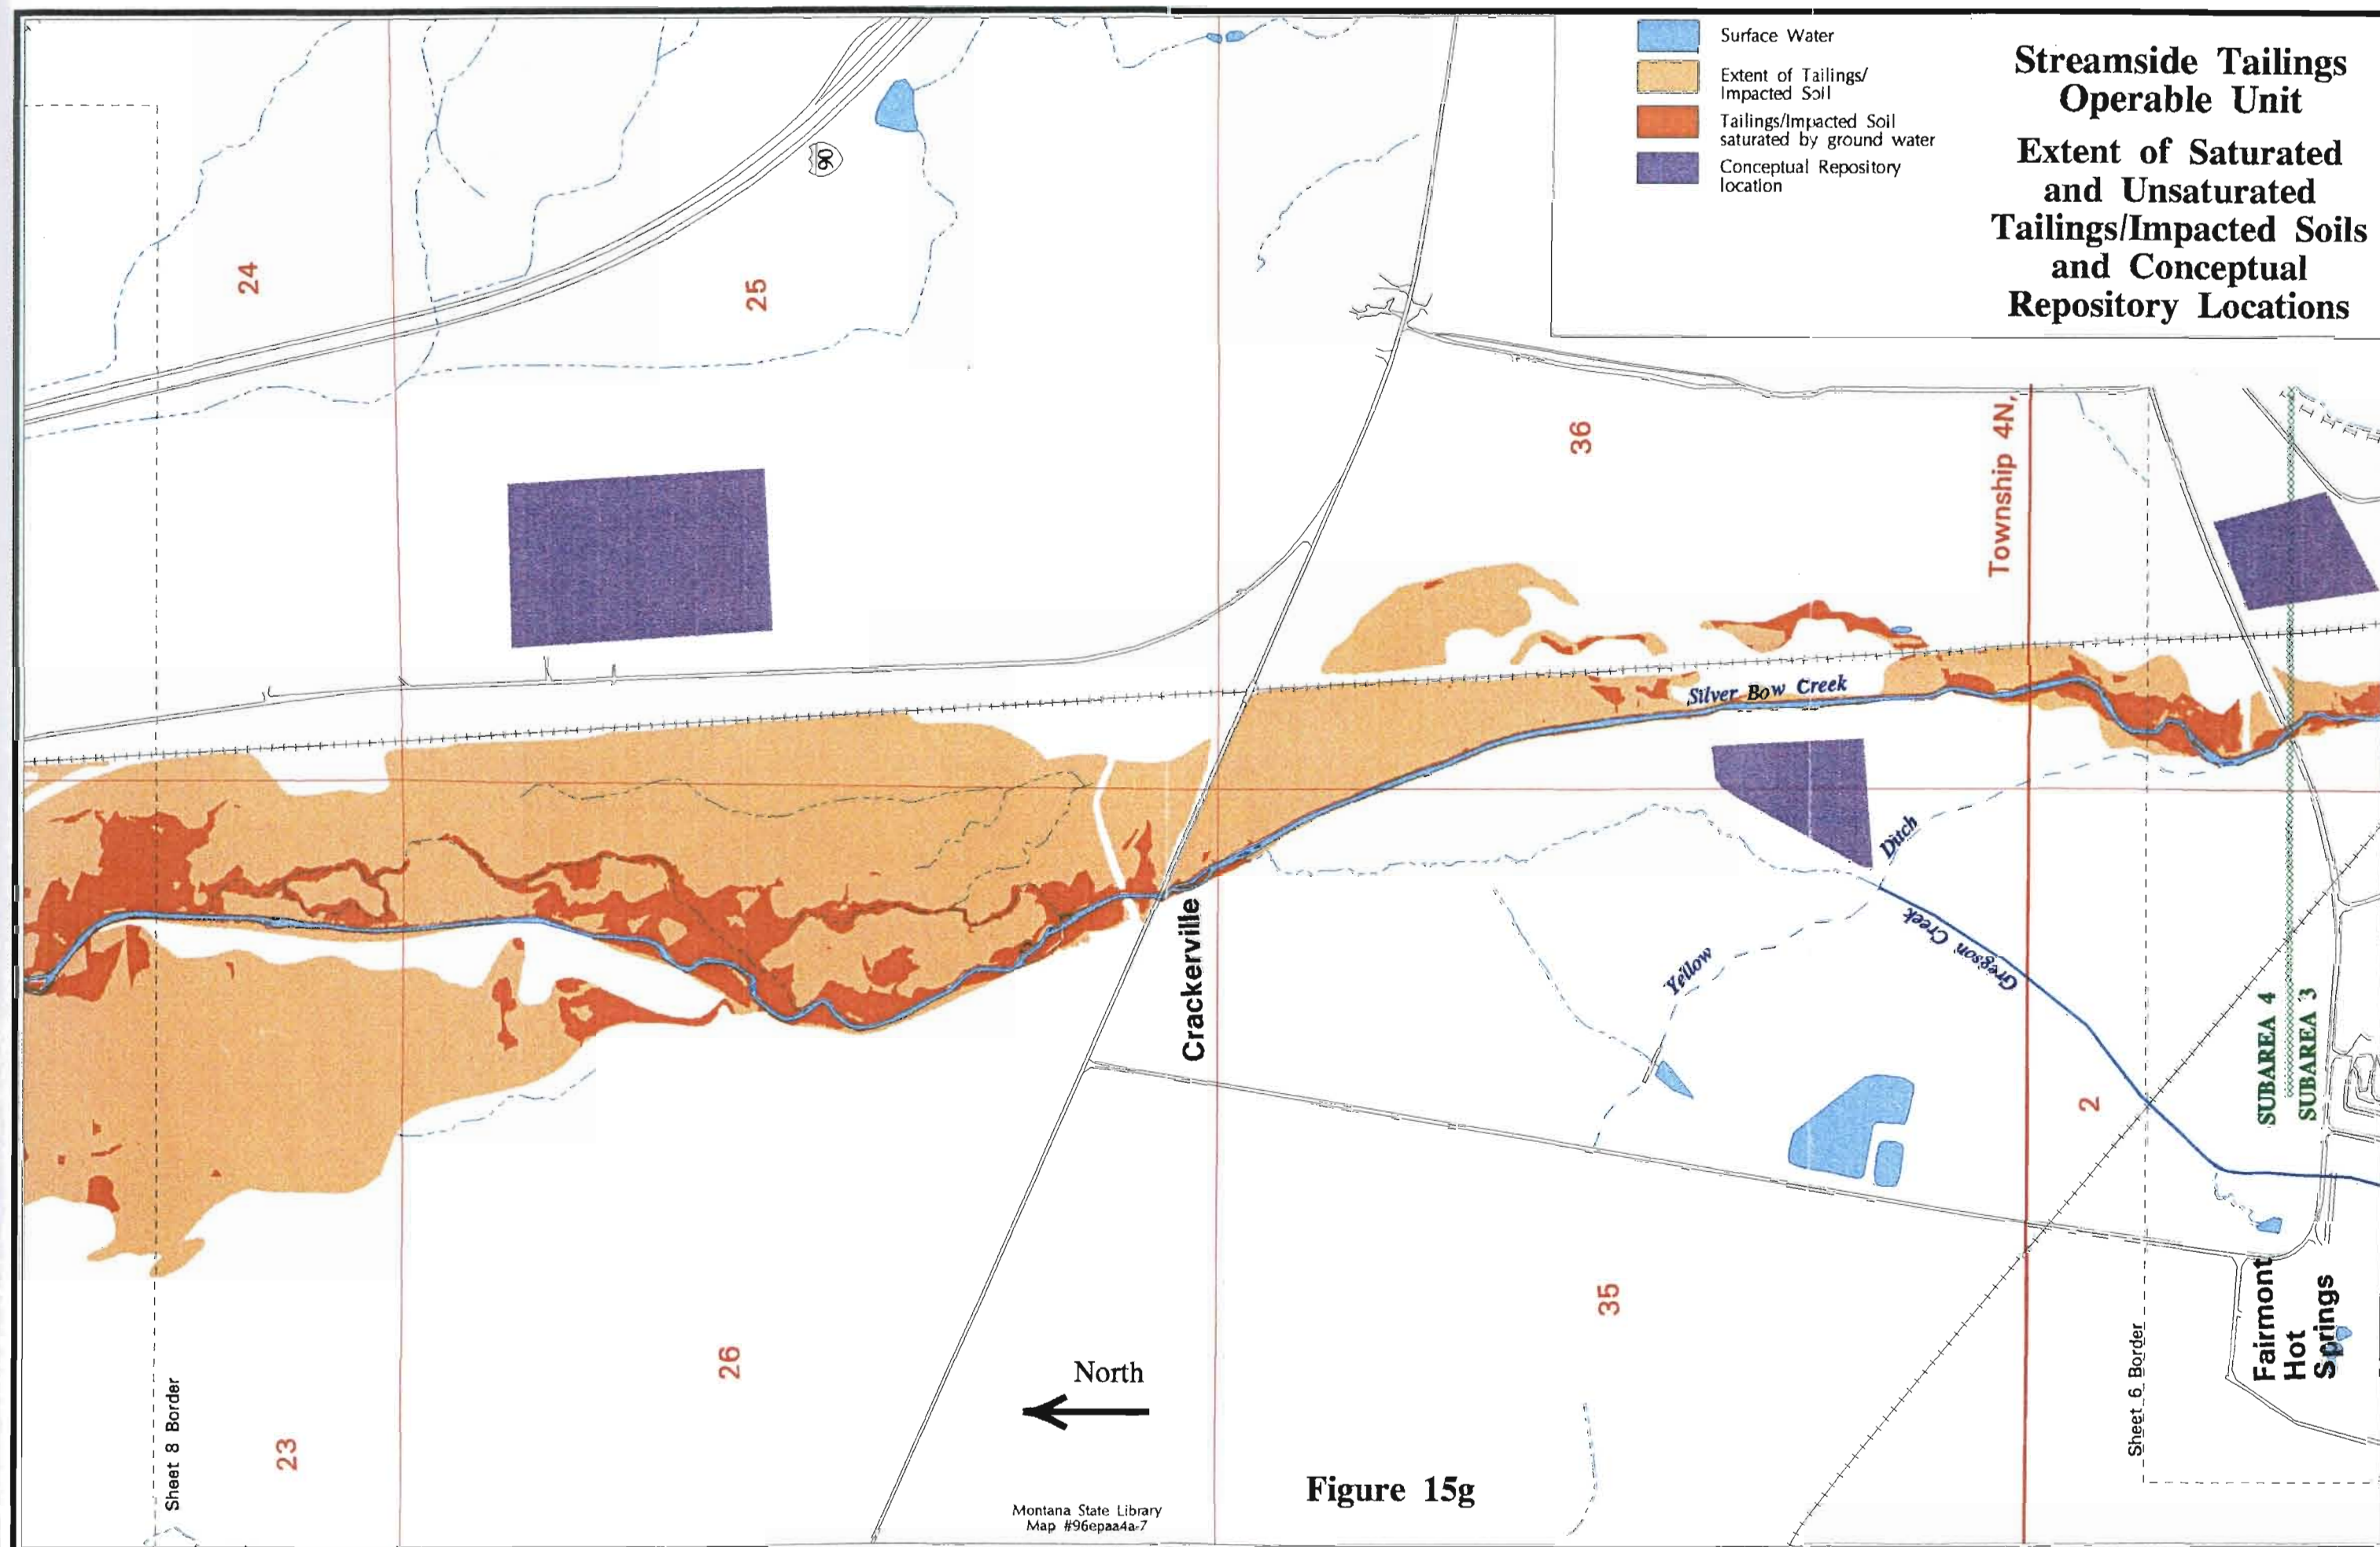 Surface Water
Extent of Tailings/
Impacted Soil
Tailings/Impacted Soil
saturated by ground water
Conceptual Repository
location
Streamside Tailings
Operable Unit
Extent of Saturated
and Unsaturated
Tailings/Impacted Soils
and Conceptual
Repository Locations
90
24
25
36
Township 4N,
Silver Bow Creek
Ditch
Yellow
Gregson Creek
Crackerville
SUBAREA 4
SUBAREA 3
2
35
26
23
Sheet 8 Border
Sheet 6 Border
Fairmont
Hot
Springs
North
Figure 15g
Montana State Library
Map #96epaa4a-7